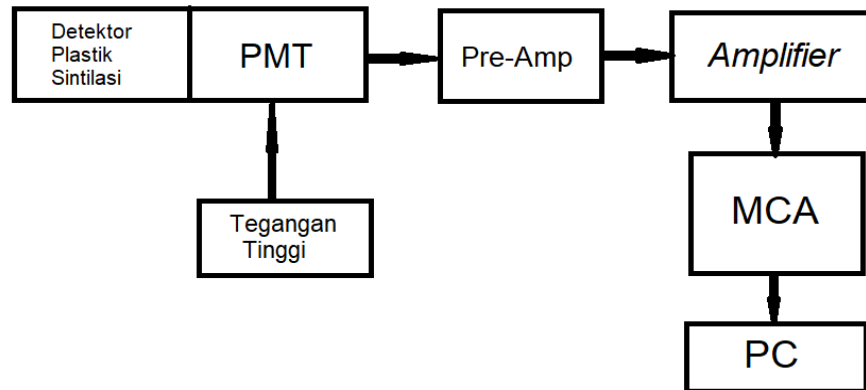 Detektor
Plastik
Sintilasi
PMT
Pre-Amp
Amplifier
Tegangan
Tinggi
MCA
PC